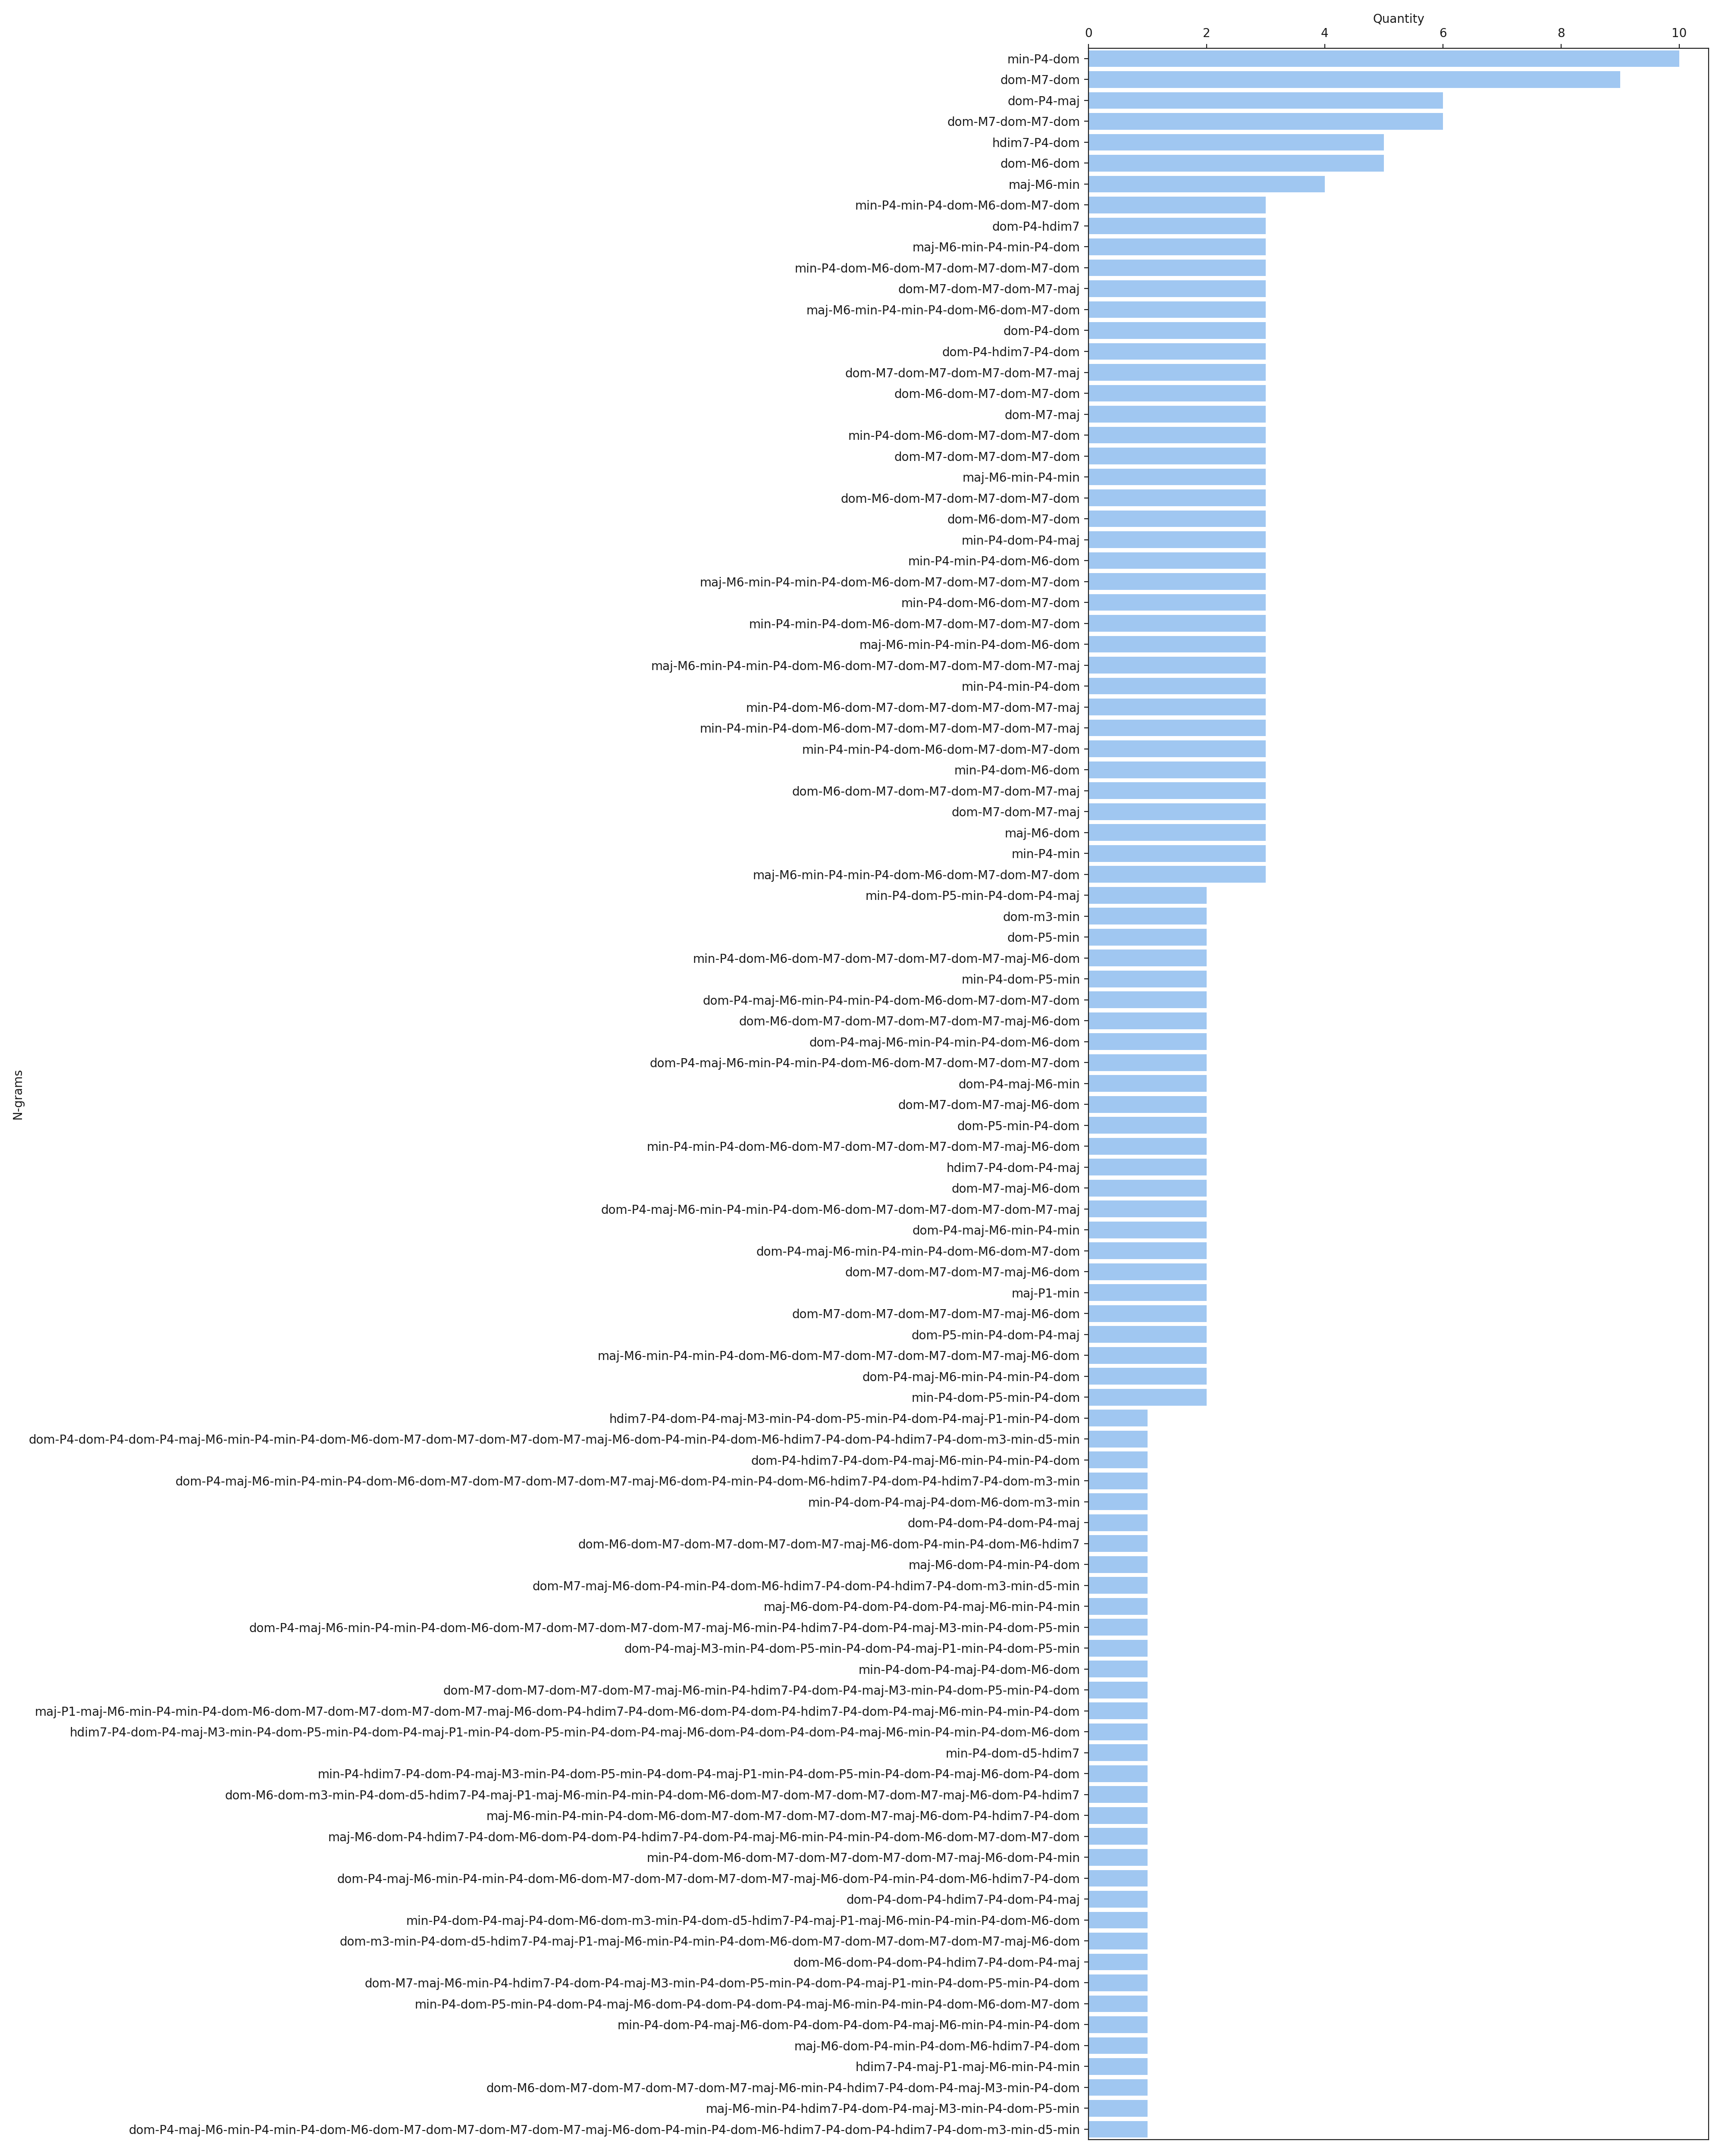 Quantity
0 2 4 6 8 10
min-P4-dom
dom-M7-dom
dom-P4-maj
dom-M7-dom-M7-dom
hdim7-P4-dom
dom-M6-dom
maj-M6-min
min-P4-min-P4-dom-M6-dom-M7-dom
dom-P4-hdim7
maj-M6-min-P4-min-P4-dom
min-P4-dom-M6-dom-M7-dom-M7-dom-M7-dom
dom-M7-dom-M7-dom-M7-maj
maj-M6-min-P4-min-P4-dom-M6-dom-M7-dom
dom-P4-dom
dom-P4-hdim7-P4-dom
dom-M7-dom-M7-dom-M7-dom-M7-maj
dom-M6-dom-M7-dom-M7-dom
dom-M7-maj
min-P4-dom-M6-dom-M7-dom-M7-dom
dom-M7-dom-M7-dom-M7-dom
maj-M6-min-P4-min
dom-M6-dom-M7-dom-M7-dom-M7-dom
dom-M6-dom-M7-dom
min-P4-dom-P4-maj
min-P4-min-P4-dom-M6-dom
maj-M6-min-P4-min-P4-dom-M6-dom-M7-dom-M7-dom-M7-dom
min-P4-dom-M6-dom-M7-dom
min-P4-min-P4-dom-M6-dom-M7-dom-M7-dom-M7-dom
maj-M6-min-P4-min-P4-dom-M6-dom
maj-M6-min-P4-min-P4-dom-M6-dom-M7-dom-M7-dom-M7-dom-M7-maj
min-P4-min-P4-dom
min-P4-dom-M6-dom-M7-dom-M7-dom-M7-dom-M7-maj
min-P4-min-P4-dom-M6-dom-M7-dom-M7-dom-M7-dom-M7-maj
min-P4-min-P4-dom-M6-dom-M7-dom-M7-dom
min-P4-dom-M6-dom
dom-M6-dom-M7-dom-M7-dom-M7-dom-M7-maj
dom-M7-dom-M7-maj
maj-M6-dom
min-P4-min
maj-M6-min-P4-min-P4-dom-M6-dom-M7-dom-M7-dom
min-P4-dom-P5-min-P4-dom-P4-maj
dom-m3-min
dom-P5-min
min-P4-dom-M6-dom-M7-dom-M7-dom-M7-dom-M7-maj-M6-dom
min-P4-dom-P5-min
dom-P4-maj-M6-min-P4-min-P4-dom-M6-dom-M7-dom-M7-dom
dom-M6-dom-M7-dom-M7-dom-M7-dom-M7-maj-M6-dom
dom-P4-maj-M6-min-P4-min-P4-dom-M6-dom
dom-P4-maj-M6-min-P4-min-P4-dom-M6-dom-M7-dom-M7-dom-M7-dom
dom-P4-maj-M6-min
dom-M7-dom-M7-maj-M6-dom
dom-P5-min-P4-dom
min-P4-min-P4-dom-M6-dom-M7-dom-M7-dom-M7-dom-M7-maj-M6-dom
hdim7-P4-dom-P4-maj
dom-M7-maj-M6-dom
dom-P4-maj-M6-min-P4-min-P4-dom-M6-dom-M7-dom-M7-dom-M7-dom-M7-maj
dom-P4-maj-M6-min-P4-min
dom-P4-maj-M6-min-P4-min-P4-dom-M6-dom-M7-dom
dom-M7-dom-M7-dom-M7-maj-M6-dom
maj-P1-min
dom-M7-dom-M7-dom-M7-dom-M7-maj-M6-dom
dom-P5-min-P4-dom-P4-maj
maj-M6-min-P4-min-P4-dom-M6-dom-M7-dom-M7-dom-M7-dom-M7-maj-M6-dom
dom-P4-maj-M6-min-P4-min-P4-dom
min-P4-dom-P5-min-P4-dom
hdim7-P4-dom-P4-maj-M3-min-P4-dom-P5-min-P4-dom-P4-maj-P1-min-P4-dom
dom-P4-dom-P4-dom-P4-maj-M6-min-P4-min-P4-dom-M6-dom-M7-dom-M7-dom-M7-dom-M7-maj-M6-dom-P4-min-P4-dom-M6-hdim7-P4-dom-P4-hdim7-P4-dom-m3-min-d5-min
dom-P4-hdim7-P4-dom-P4-maj-M6-min-P4-min-P4-dom
dom-P4-maj-M6-min-P4-min-P4-dom-M6-dom-M7-dom-M7-dom-M7-dom-M7-maj-M6-dom-P4-min-P4-dom-M6-hdim7-P4-dom-P4-hdim7-P4-dom-m3-min
min-P4-dom-P4-maj-P4-dom-M6-dom-m3-min
dom-P4-dom-P4-dom-P4-maj
dom-M6-dom-M7-dom-M7-dom-M7-dom-M7-maj-M6-dom-P4-min-P4-dom-M6-hdim7
maj-M6-dom-P4-min-P4-dom
dom-M7-maj-M6-dom-P4-min-P4-dom-M6-hdim7-P4-dom-P4-hdim7-P4-dom-m3-min-d5-min
maj-M6-dom-P4-dom-P4-dom-P4-maj-M6-min-P4-min
dom-P4-maj-M6-min-P4-min-P4-dom-M6-dom-M7-dom-M7-dom-M7-dom-M7-maj-M6-min-P4-hdim7-P4-dom-P4-maj-M3-min-P4-dom-P5-min
dom-P4-maj-M3-min-P4-dom-P5-min-P4-dom-P4-maj-P1-min-P4-dom-P5-min
min-P4-dom-P4-maj-P4-dom-M6-dom
dom-M7-dom-M7-dom-M7-dom-M7-maj-M6-min-P4-hdim7-P4-dom-P4-maj-M3-min-P4-dom-P5-min-P4-dom
maj-P1-maj-M6-min-P4-min-P4-dom-M6-dom-M7-dom-M7-dom-M7-dom-M7-maj-M6-dom-P4-hdim7-P4-dom-M6-dom-P4-dom-P4-hdim7-P4-dom-P4-maj-M6-min-P4-min-P4-dom
hdim7-P4-dom-P4-maj-M3-min-P4-dom-P5-min-P4-dom-P4-maj-P1-min-P4-dom-P5-min-P4-dom-P4-maj-M6-dom-P4-dom-P4-dom-P4-maj-M6-min-P4-min-P4-dom-M6-dom
min-P4-dom-d5-hdim7
min-P4-hdim7-P4-dom-P4-maj-M3-min-P4-dom-P5-min-P4-dom-P4-maj-P1-min-P4-dom-P5-min-P4-dom-P4-maj-M6-dom-P4-dom
dom-M6-dom-m3-min-P4-dom-d5-hdim7-P4-maj-P1-maj-M6-min-P4-min-P4-dom-M6-dom-M7-dom-M7-dom-M7-dom-M7-maj-M6-dom-P4-hdim7
maj-M6-min-P4-min-P4-dom-M6-dom-M7-dom-M7-dom-M7-dom-M7-maj-M6-dom-P4-hdim7-P4-dom
maj-M6-dom-P4-hdim7-P4-dom-M6-dom-P4-dom-P4-hdim7-P4-dom-P4-maj-M6-min-P4-min-P4-dom-M6-dom-M7-dom-M7-dom
min-P4-dom-M6-dom-M7-dom-M7-dom-M7-dom-M7-maj-M6-dom-P4-min
dom-P4-maj-M6-min-P4-min-P4-dom-M6-dom-M7-dom-M7-dom-M7-dom-M7-maj-M6-dom-P4-min-P4-dom-M6-hdim7-P4-dom
dom-P4-dom-P4-hdim7-P4-dom-P4-maj
min-P4-dom-P4-maj-P4-dom-M6-dom-m3-min-P4-dom-d5-hdim7-P4-maj-P1-maj-M6-min-P4-min-P4-dom-M6-dom
dom-m3-min-P4-dom-d5-hdim7-P4-maj-P1-maj-M6-min-P4-min-P4-dom-M6-dom-M7-dom-M7-dom-M7-dom-M7-maj-M6-dom
dom-M6-dom-P4-dom-P4-hdim7-P4-dom-P4-maj
dom-M7-maj-M6-min-P4-hdim7-P4-dom-P4-maj-M3-min-P4-dom-P5-min-P4-dom-P4-maj-P1-min-P4-dom-P5-min-P4-dom
min-P4-dom-P5-min-P4-dom-P4-maj-M6-dom-P4-dom-P4-dom-P4-maj-M6-min-P4-min-P4-dom-M6-dom-M7-dom
min-P4-dom-P4-maj-M6-dom-P4-dom-P4-dom-P4-maj-M6-min-P4-min-P4-dom
maj-M6-dom-P4-min-P4-dom-M6-hdim7-P4-dom
hdim7-P4-maj-P1-maj-M6-min-P4-min
dom-M6-dom-M7-dom-M7-dom-M7-dom-M7-maj-M6-min-P4-hdim7-P4-dom-P4-maj-M3-min-P4-dom
maj-M6-min-P4-hdim7-P4-dom-P4-maj-M3-min-P4-dom-P5-min
dom-P4-maj-M6-min-P4-min-P4-dom-M6-dom-M7-dom-M7-dom-M7-dom-M7-maj-M6-dom-P4-min-P4-dom-M6-hdim7-P4-dom-P4-hdim7-P4-dom-m3-min-d5-min
N-grams